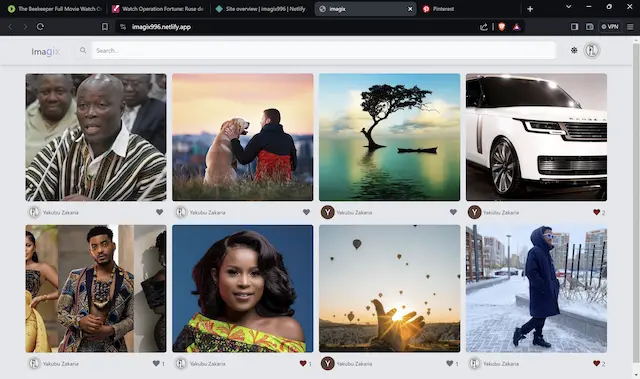 The Beekeeper Full Movie Watch O
Watch Operation Fortune: Ruse d
Site overview | Netlify
imagix
Pinterest
imagix996.netlify.app
VPN
Imagix
Search...
Yakubu Zakaria
Yakubu Zakaria
Y
Yakubu Zakaria
Yakubu Zakaria
2
Yakubu Zakaria
1
Yakubu Zakaria
1
Y
Yakubu Zakaria
1
Yakubu Zakaria
2